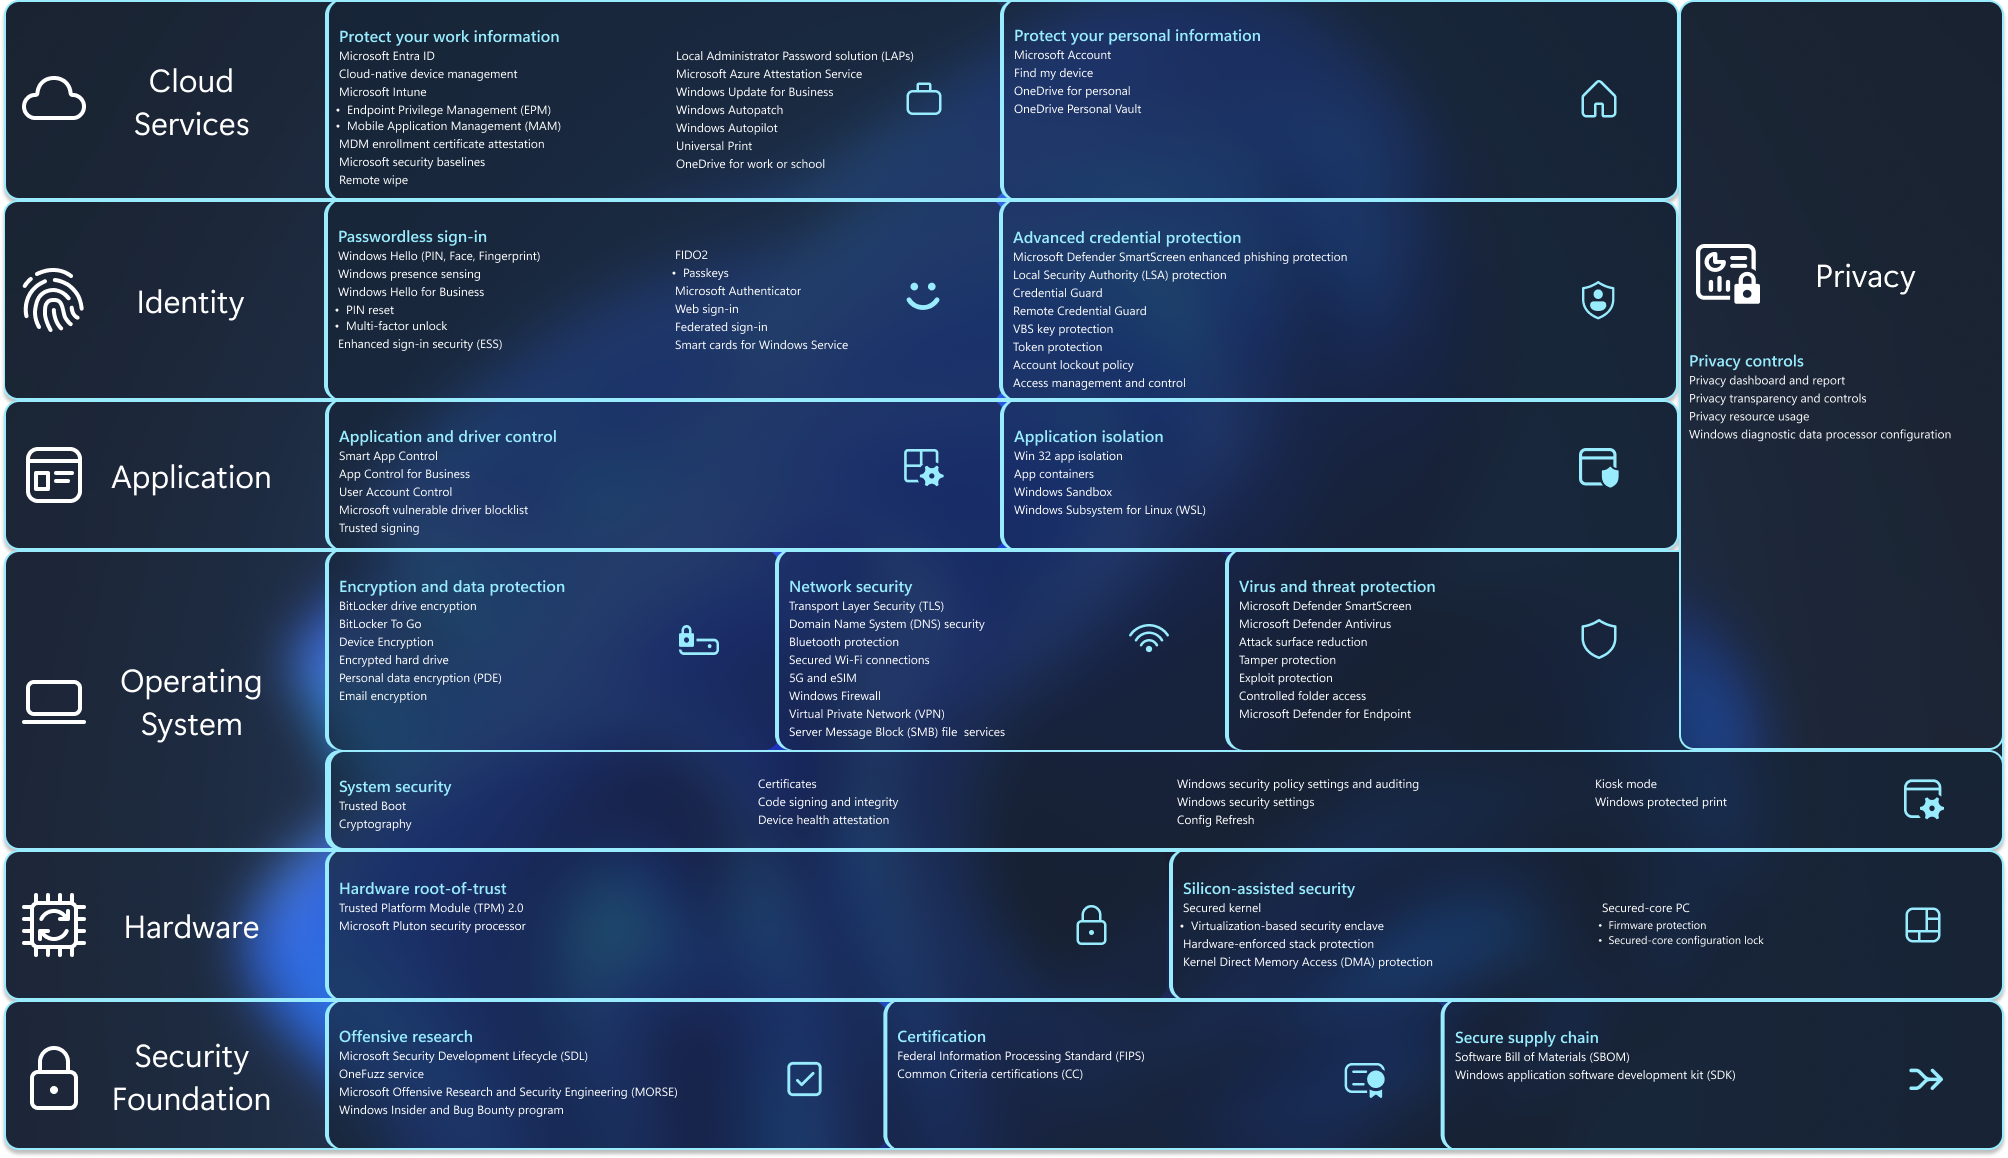 Cloud
Services
Protect your work information
Microsoft Entra ID
Cloud-native device management
Microsoft Intune
• Endpoint Privilege Management (EPM)
• Mobile Application Management (MAM)
MDM enrollment certificate attestation
Microsoft security baselines
Remote wipe
Local Administrator Password solution (LAPs)
Microsoft Azure Attestation Service
Windows Update for Business
Windows Autopatch
Windows Autopilot
Universal Print
OneDrive for work or school
Protect your personal information
Microsoft Account
Find my device
OneDrive for personal
OneDrive Personal Vault
Identity
Passwordless sign-in
Windows Hello (PIN, Face, Fingerprint)
Windows presence sensing
Windows Hello for Business
• PIN reset
• Multi-factor unlock
Enhanced sign-in security (ESS)
FIDO2
• Passkeys
Microsoft Authenticator
Web sign-in
Federated sign-in
Smart cards for Windows Service
Advanced credential protection
Microsoft Defender SmartScreen enhanced phishing protection
Local Security Authority (LSA) protection
Credential Guard
Remote Credential Guard
VBS key protection
Token protection
Account lockout policy
Access management and control
Privacy
Privacy controls
Privacy dashboard and report
Privacy transparency and controls
Privacy resource usage
Windows diagnostic data processor configuration
Application
Application and driver control
Smart App Control
App Control for Business
User Account Control
Microsoft vulnerable driver blocklist
Trusted signing
Application isolation
Win 32 app isolation
App containers
Windows Sandbox
Windows Subsystem for Linux (WSL)
Operating
System
Encryption and data protection
BitLocker drive encryption
BitLocker To Go
Device Encryption
Encrypted hard drive
Personal data encryption (PDE)
Email encryption
Network security
Transport Layer Security (TLS)
Domain Name System (DNS) security
Bluetooth protection
Secured Wi-Fi connections
5G and eSIM
Windows Firewall
Virtual Private Network (VPN)
Server Message Block (SMB) file services
Virus and threat protection
Microsoft Defender SmartScreen
Microsoft Defender Antivirus
Attack surface reduction
Tamper protection
Exploit protection
Controlled folder access
Microsoft Defender for Endpoint
System security
Trusted Boot
Cryptography
Certificates
Code signing and integrity
Device health attestation
Windows security policy settings and auditing
Windows security settings
Config Refresh
Kiosk mode
Windows protected print
Hardware
Hardware root-of-trust
Trusted Platform Module (TPM) 2.0
Microsoft Pluton security processor
Silicon-assisted security
Secured kernel
• Virtualization-based security enclave
Hardware-enforced stack protection
Kernel Direct Memory Access (DMA) protection
Secured-core PC
• Firmware protection
• Secured-core configuration lock
Security
Foundation
Offensive research
Microsoft Security Development Lifecycle (SDL)
OneFuzz service
Microsoft Offensive Research and Security Engineering (MORSE)
Windows Insider and Bug Bounty program
Certification
Federal Information Processing Standard (FIPS)
Common Criteria certifications (CC)
Secure supply chain
Software Bill of Materials (SBOM)
Windows application software development kit (SDK)